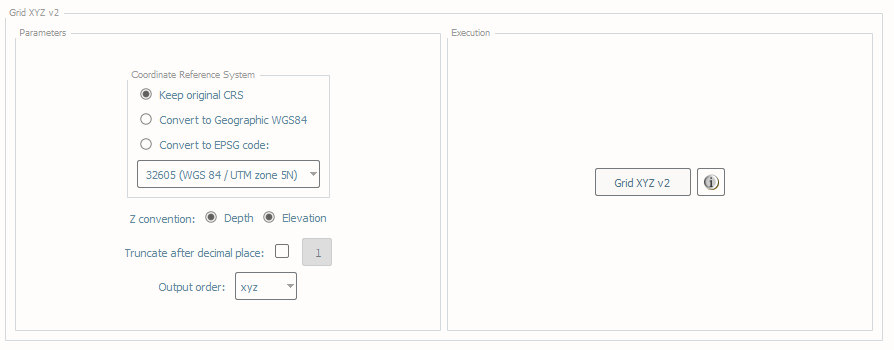 Grid XYZ v2
Parameters
Execution
Coordinate Reference System
Keep original CRS
Convert to Geographic WGS84
Convert to EPSG code:
32605 (WGS 84 / UTM zone 5N)
Z convention: Depth Elevation
Truncate after decimal place: 1
Output order: xyz
Grid XYZ v2 i